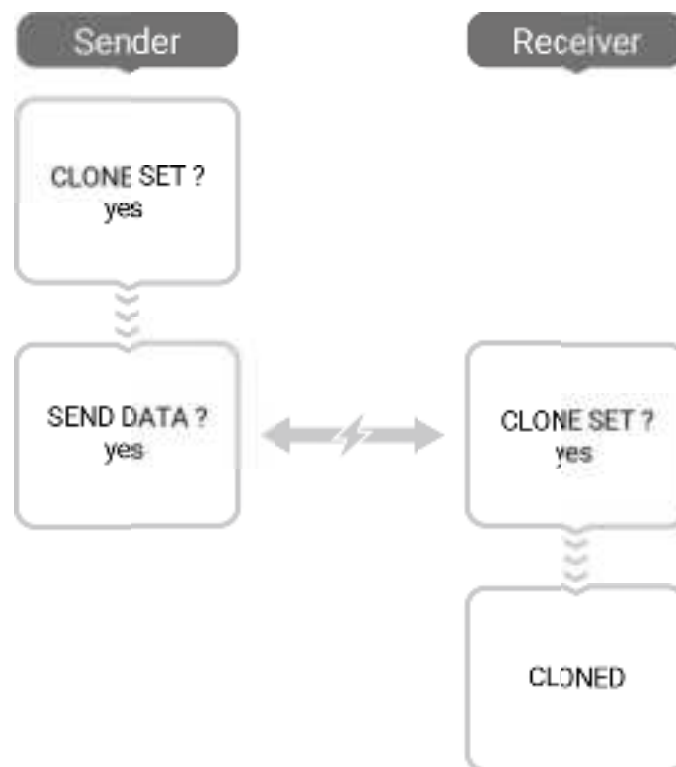 Sender
Receiver
CLONE SET ?
yes
SEND DATA ?
yes
CLONE SET ?
yes
CLONED